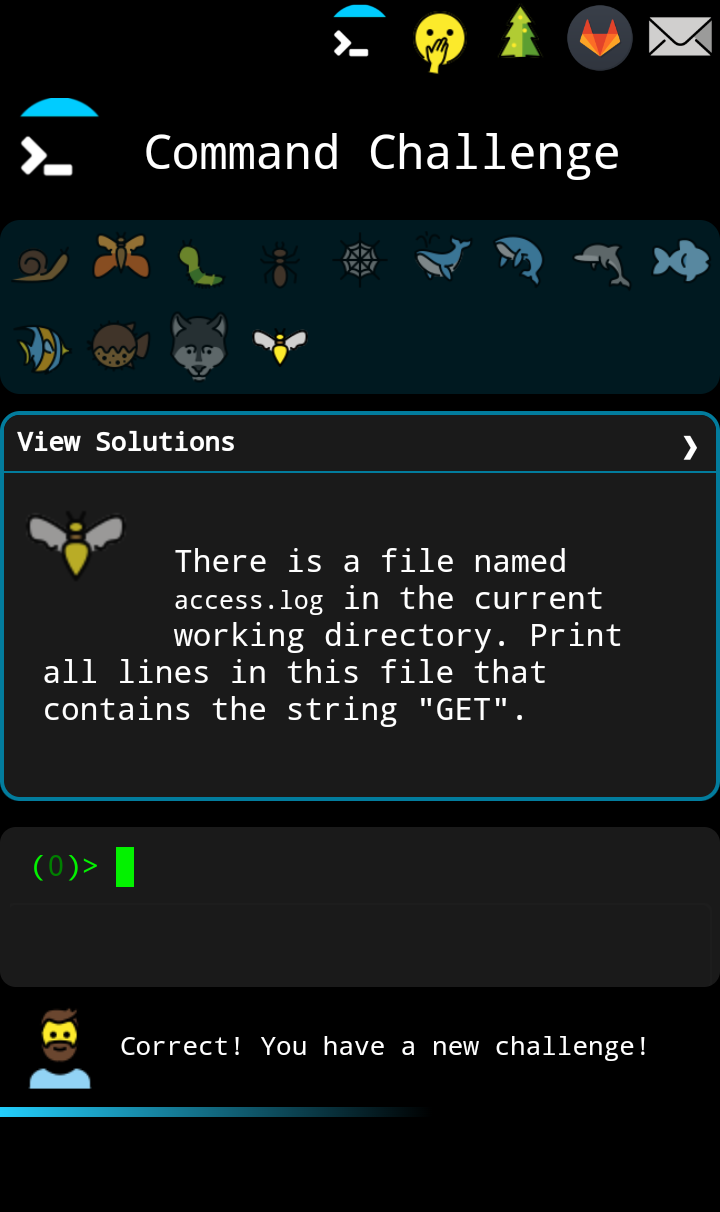 Command Challenge
View Solutions ❯
There is a file named
access.log in the current
working directory. Print
all lines in this file that
contains the string "GET".
(0)>
Correct! You have a new challenge!